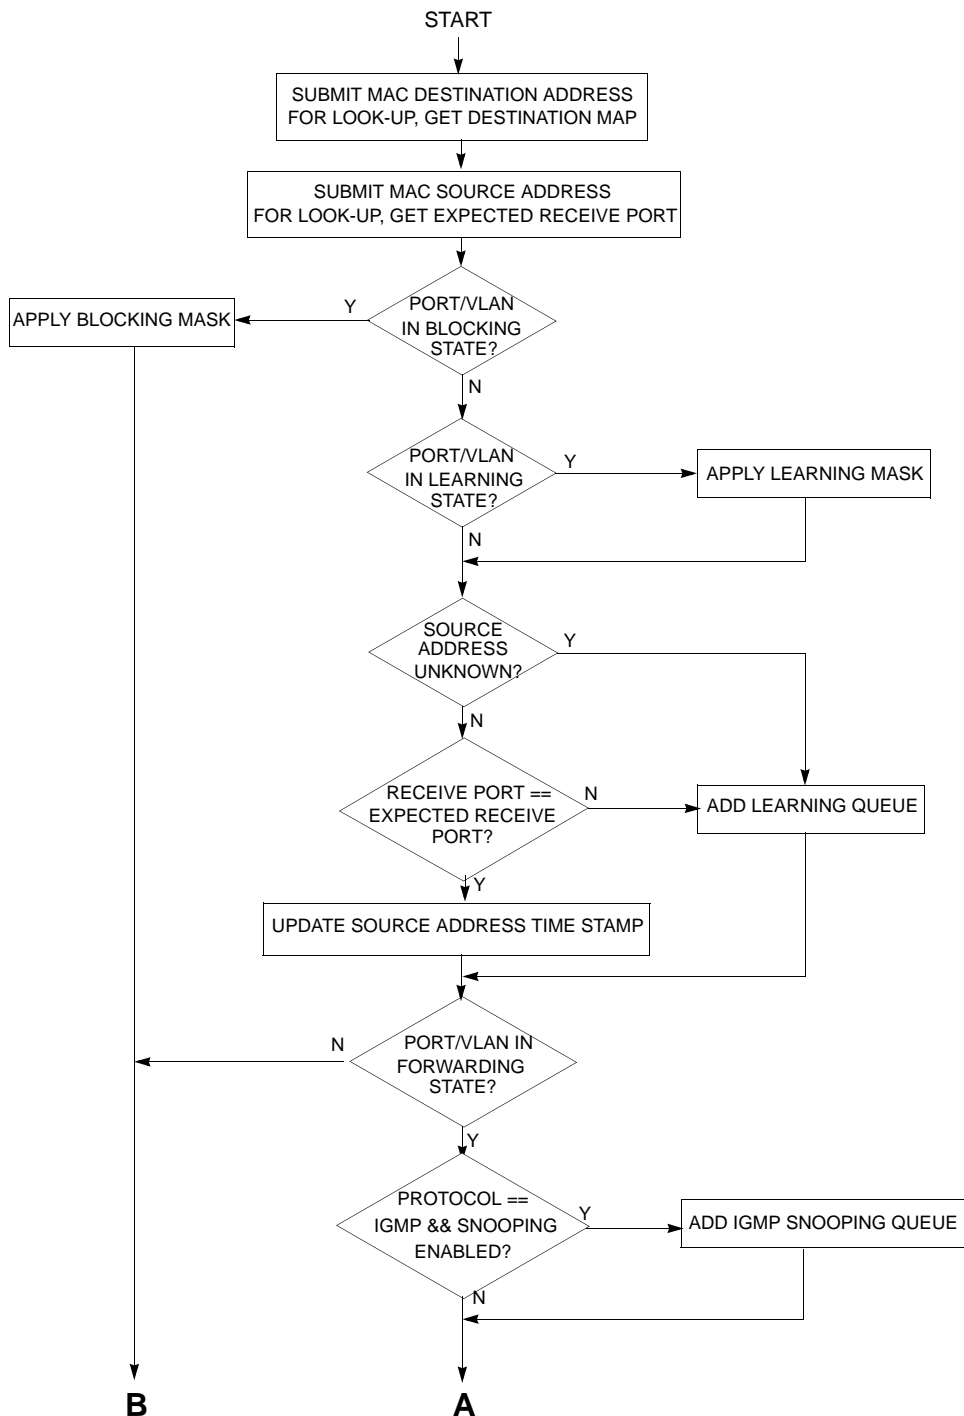 START
SUBMIT MAC DESTINATION ADDRESS
FOR LOOK-UP, GET DESTINATION MAP
SUBMIT MAC SOURCE ADDRESS
FOR LOOK-UP, GET EXPECTED RECEIVE PORT
PORT/VLAN
IN BLOCKING
STATE?
Y
APPLY BLOCKING MASK
N
PORT/VLAN
IN LEARNING
STATE?
Y
APPLY LEARNING MASK
N
SOURCE
ADDRESS
UNKNOWN?
Y
N
RECEIVE PORT ==
EXPECTED RECEIVE
PORT?
N
ADD LEARNING QUEUE
Y
UPDATE SOURCE ADDRESS TIME STAMP
PORT/VLAN IN
FORWARDING
STATE?
N
Y
PROTOCOL ==
IGMP && SNOOPING
ENABLED?
Y
ADD IGMP SNOOPING QUEUE
N
B
A